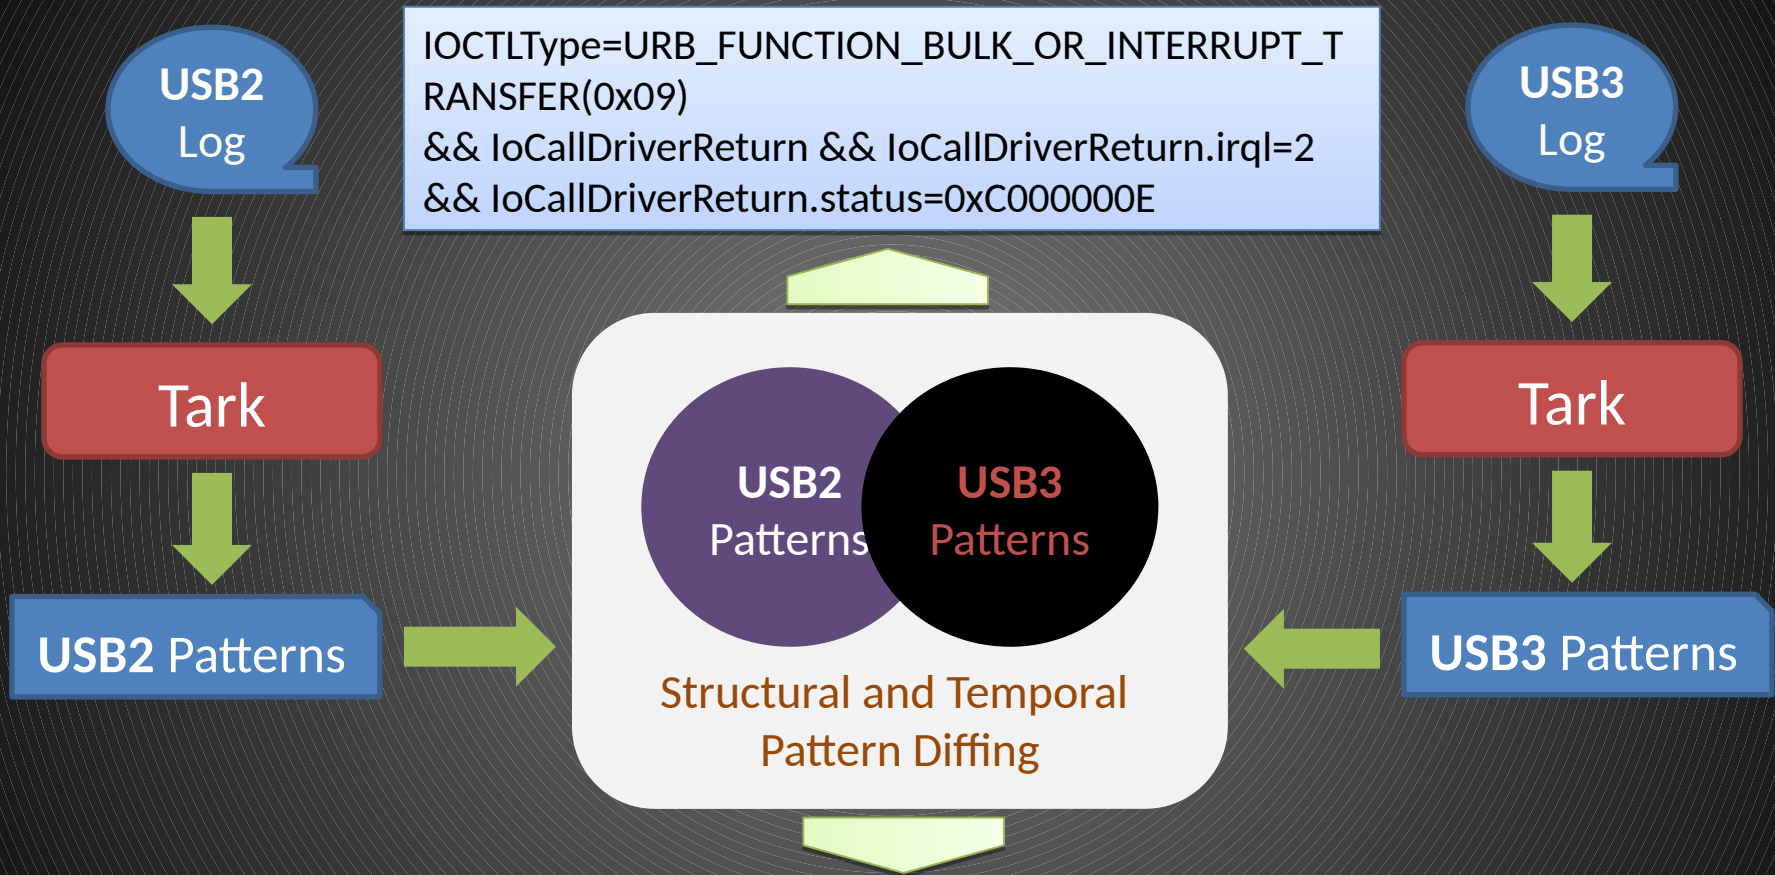 USB2
Log
IOCTLType=URB_FUNCTION_BULK_OR_INTERRUPT_T
RANSFER(0x09)
&& IoCallDriverReturn && IoCallDriverReturn.irql=2
&& IoCallDriverReturn.status=0xC000000E
USB3
Log
Tark
Tark
USB2
Patterns
USB3
Patterns
USB2 Patterns
USB3 Patterns
Structural and Temporal
Pattern Diffing